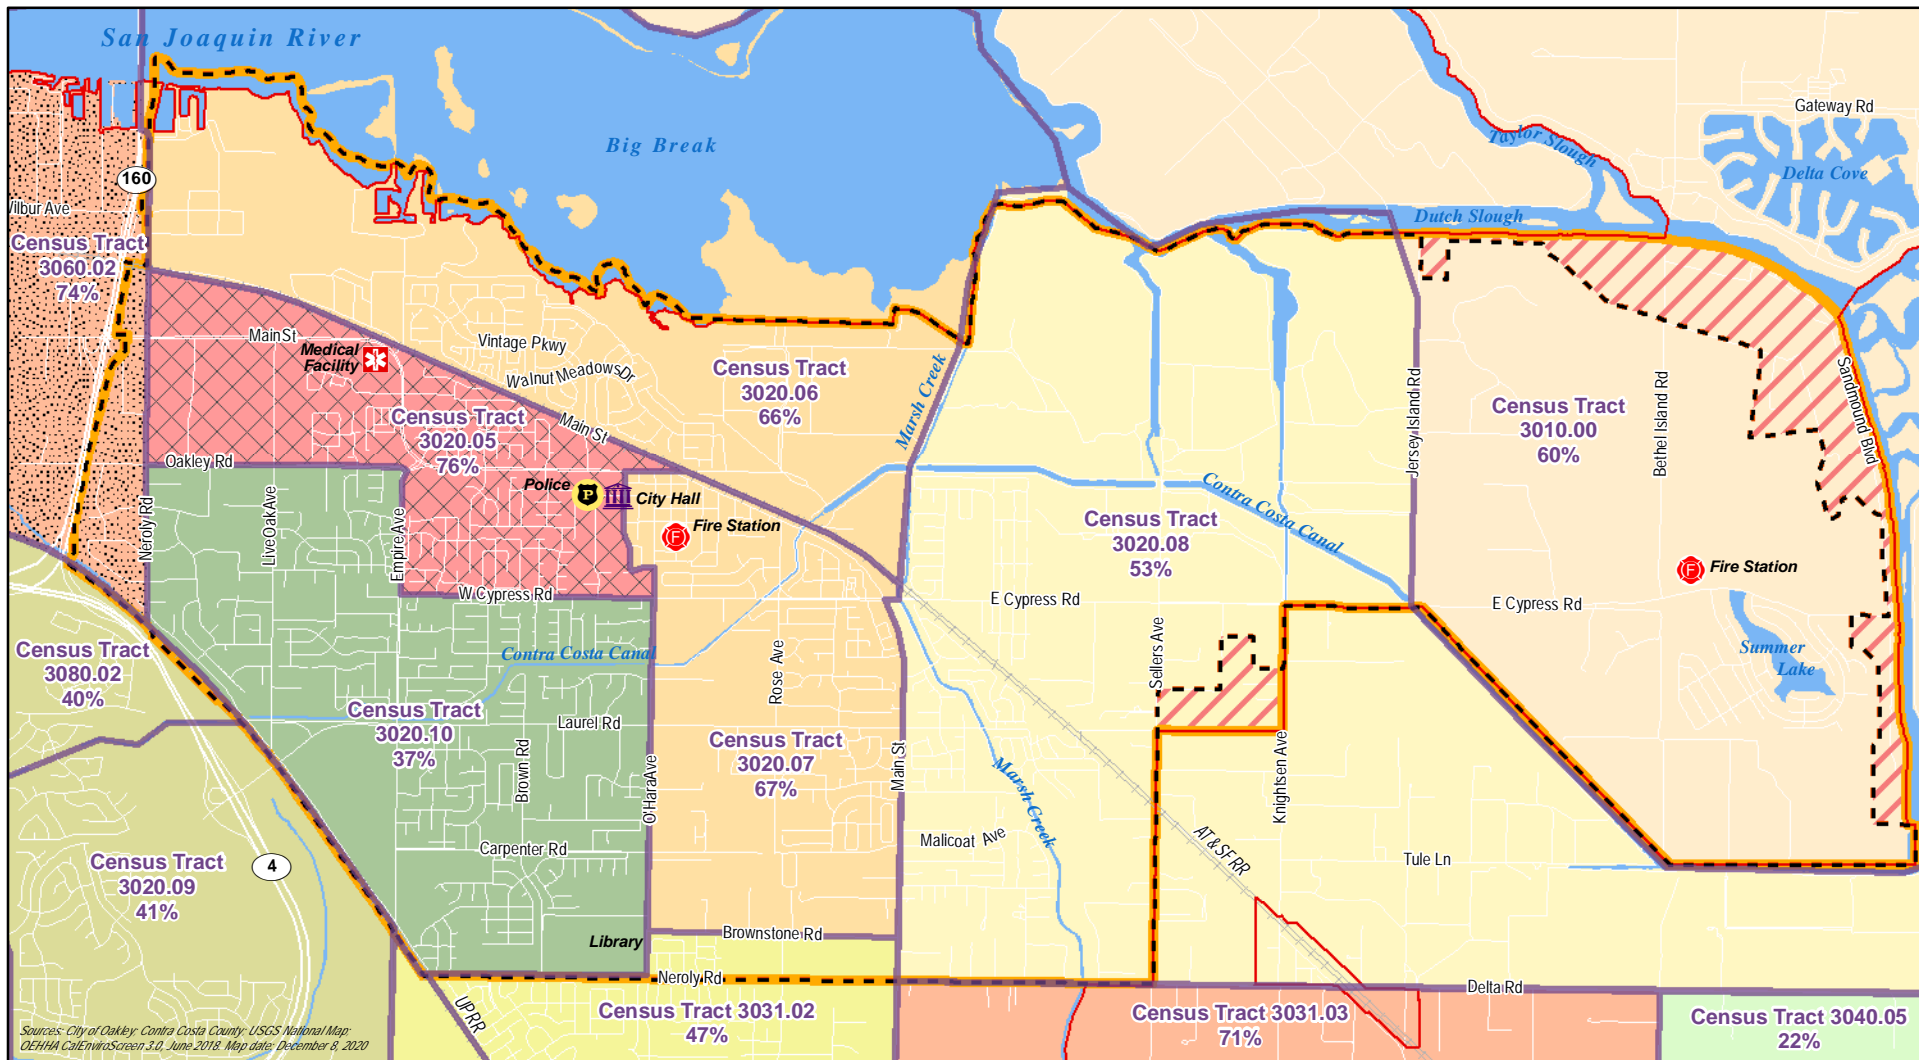 San Joaquin River
Gateway Rd
Taylor Slough
Big Break
Delta Cove
160
Dutch Slough
Census Tract
3060.02
74%
Main St
Medical
Facility
Vintage Pkwy
Walnut Meadows Dr
Census Tract
3020.06
66%
Marsh Creek
Jersey Island Rd
Bethel Island Rd
Sandmound Blvd
Census Tract
3010.00
60%
Census Tract
3020.05
76%
Main St
Oakley Rd
Police
P
City Hall
F
Fire Station
Contra Costa Canal
Census Tract
3020.08
53%
Neroly Rd
Live Oak Ave
Empire Ave
W Cypress Rd
E Cypress Rd
F
Fire Station
E Cypress Rd
Census Tract
3080.02
40%
Contra Costa Canal
Rose Ave
Sellers Ave
Summer
Lake
Census Tract
3020.10
37%
Laurel Rd
Brown Rd
O'Hara Ave
Census Tract
3020.07
67%
Main St
Marsh Creek
Knightsen Ave
Malicoat Ave
AT & SF RR
Tule Ln
Carpenter Rd
Census Tract
3020.09
41%
4
Library
Brownstone Rd
Neroly Rd
Delta Rd
UPRR
Census Tract 3031.02
47%
Census Tract 3031.03
71%
Census Tract 3040.05
22%
Sources: City of Oakley; Contra Costa County; USGS National Map;
OEHHA CalEnviroScreen 3.0, June 2018. Map date: December 8, 2020